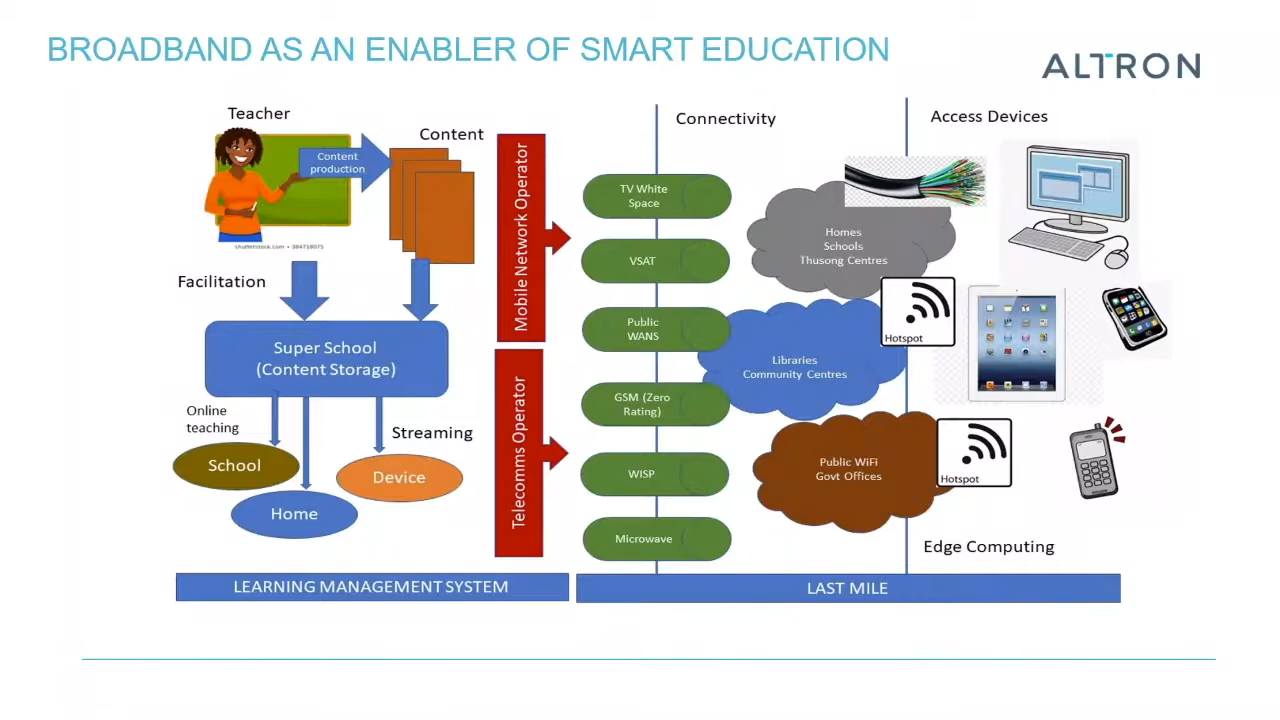 BROADBAND AS AN ENABLER OF SMART EDUCATION
ALTRON
Teacher
Content
production
Content
shutterstock.com • 384718075
Facilitation
Super School
(Content Storage)
Online
teaching
Streaming
School
Device
Home
LEARNING MANAGEMENT SYSTEM
Mobile Network Operator
Telecomms Operator
Connectivity
TV White
Space
VSAT
Public
WANS
GSM (Zero
Rating)
WISP
Microwave
Homes
Schools
Thusong Centres
Libraries
Community Centres
Public WiFi
Govt Offices
Hotspot
Hotspot
Access Devices
Edge Computing
LAST MILE